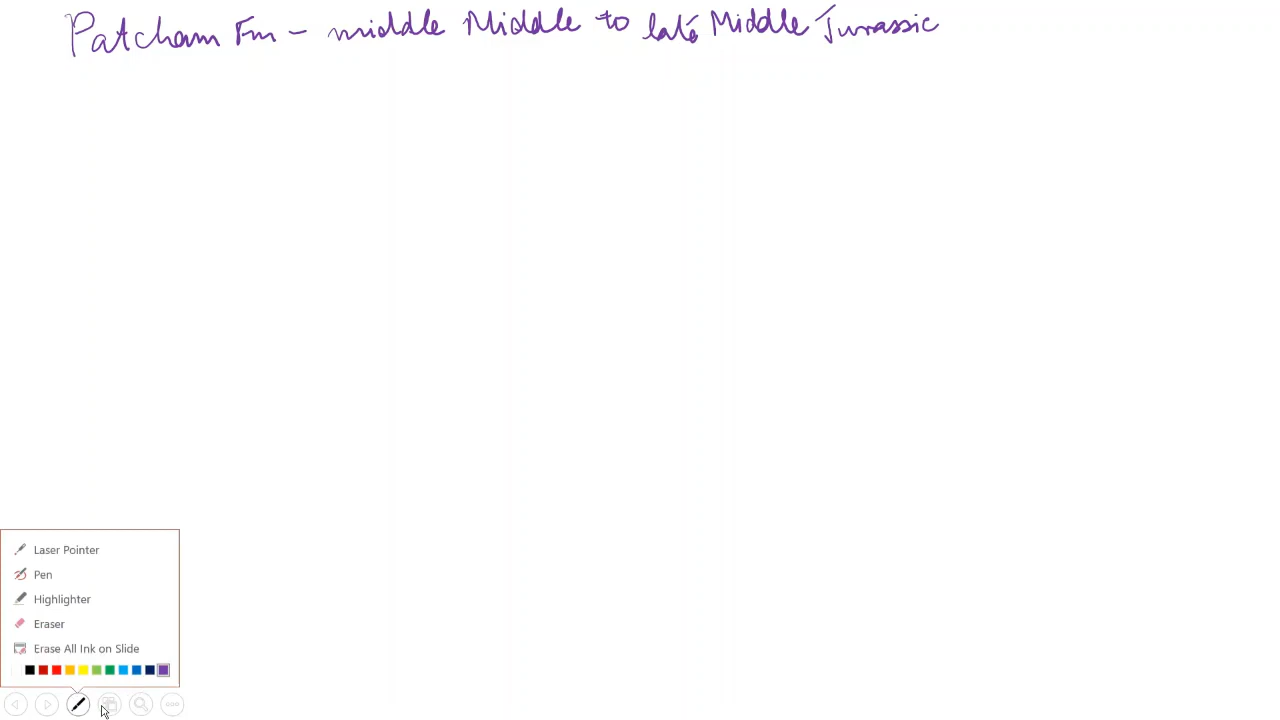 Patcham Fm - middle Middle to late Middle Jurassic
Laser Pointer
Pen
Highlighter
Eraser
Erase All Ink on Slide